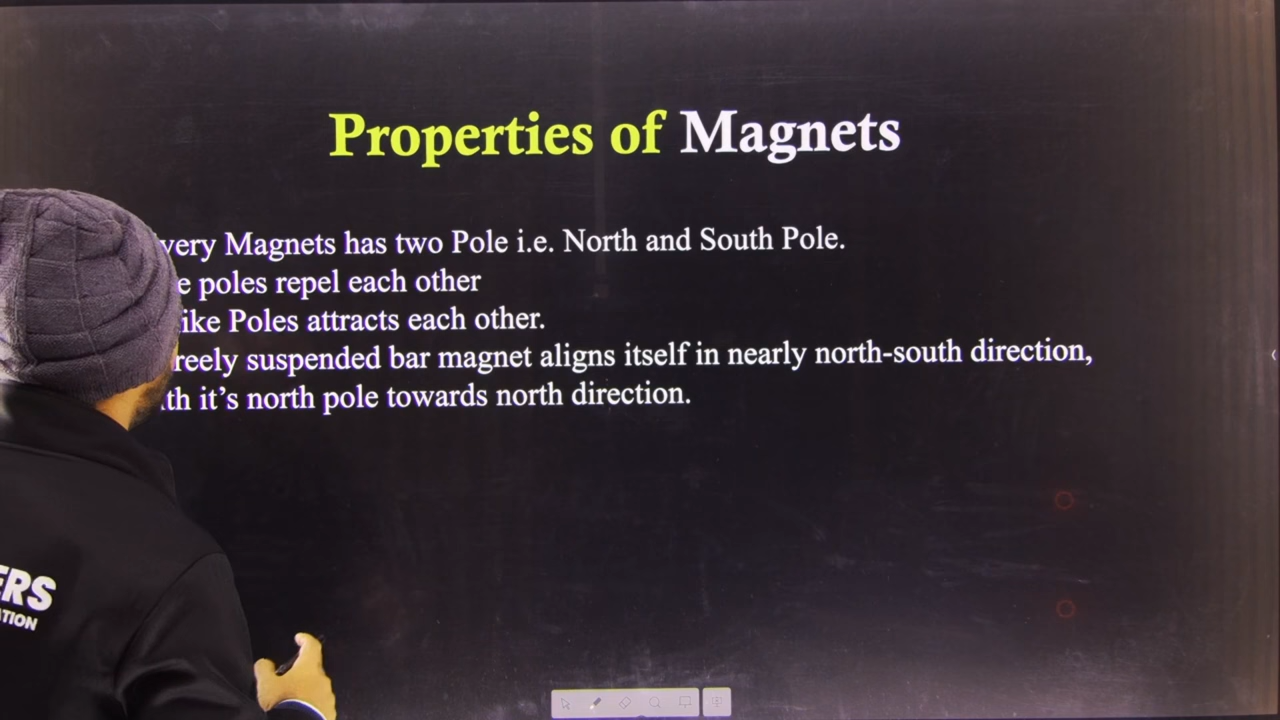 Properties of Magnets
very Magnets has two Pole i.e. North and South Pole.
e poles repel each other
ike Poles attracts each other.
reely suspended bar magnet aligns itself in nearly north-south direction,
th it's north pole towards north direction.
ERS
ATION